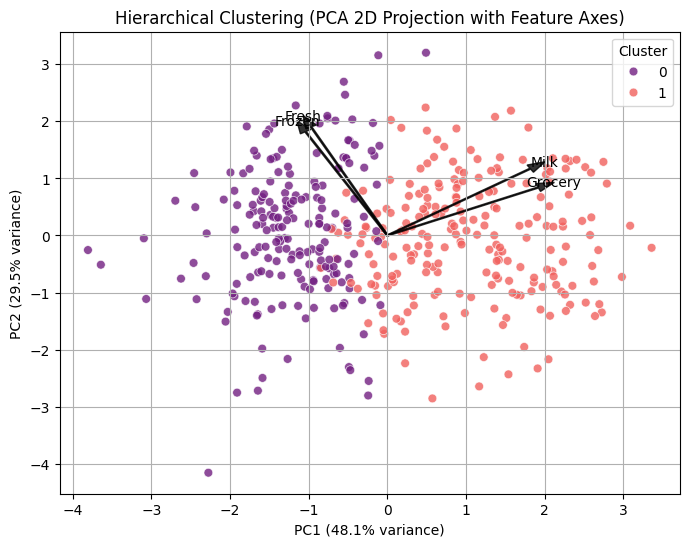 Hierarchical Clustering (PCA 2D Projection with Feature Axes)
Cluster
0
1
Fresh
Frozen
Milk
Grocery
PC2 (29.5% variance)
3
2
1
0
−1
−2
−3
−4
−4 −3 −2 −1 0 1 2 3
PC1 (48.1% variance)